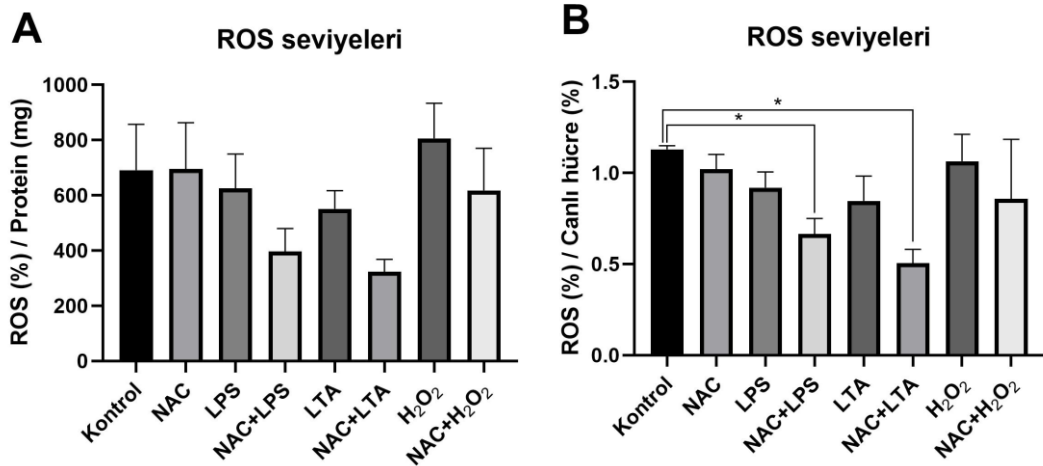 A
ROS seviyeleri
ROS (%) / Protein (mg)
1000
800
600
400
200
0
Kontrol
NAC
LPS
NAC+LPS
LTA
NAC+LTA
H₂O₂
NAC+H₂O₂
B
ROS seviyeleri
ROS (%) / Canlı hücre (%)
1.5
1.0
0.5
0.0
*
*
Kontrol
NAC
LPS
NAC+LPS
LTA
NAC+LTA
H₂O₂
NAC+H₂O₂